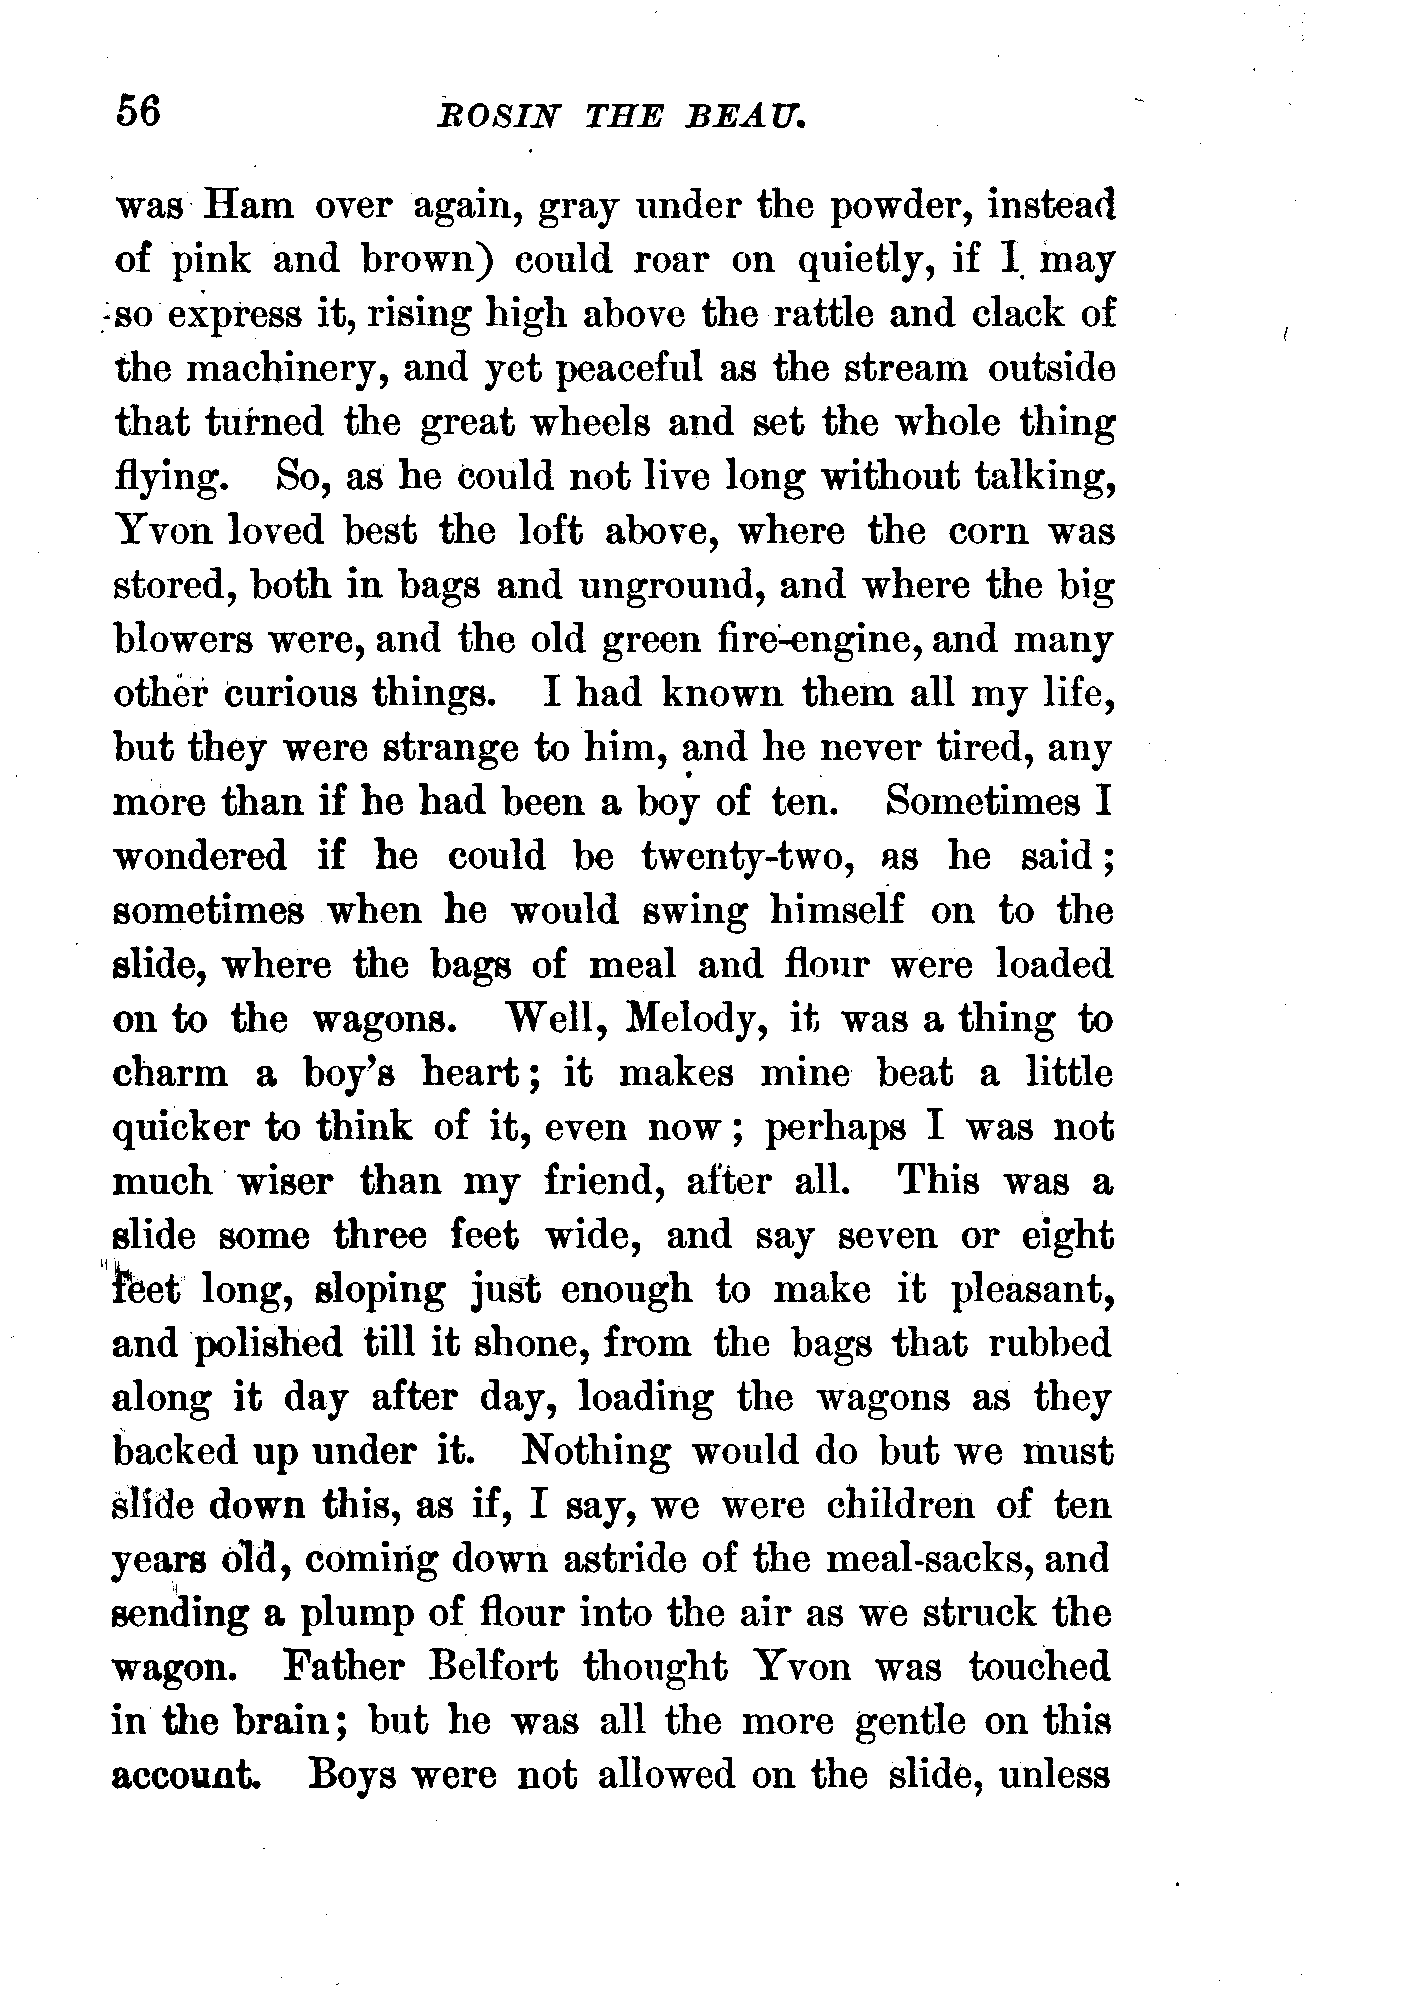 56 ROSIN THE BEAU.
was Ham over again, gray under the powder, instead
of pink and brown) could roar on quietly, if I may
so express it, rising high above the rattle and clack of
the machinery, and yet peaceful as the stream outside
that turned the great wheels and set the whole thing
flying. So, as he could not live long without talking,
Yvon loved best the loft above, where the corn was
stored, both in bags and unground, and where the big
blowers were, and the old green fire-engine, and many
other curious things. I had known them all my life,
but they were strange to him, and he never tired, any
more than if he had been a boy of ten. Sometimes I
wondered if he could be twenty-two, as he said;
sometimes when he would swing himself on to the
slide, where the bags of meal and flour were loaded
on to the wagons. Well, Melody, it was a thing to
charm a boy's heart; it makes mine beat a little
quicker to think of it, even now; perhaps I was not
much wiser than my friend, after all. This was a
slide some three feet wide, and say seven or eight
feet long, sloping just enough to make it pleasant,
and polished till it shone, from the bags that rubbed
along it day after day, loading the wagons as they
backed up under it. Nothing would do but we must
slide down this, as if, I say, we were children of ten
years old, coming down astride of the meal-sacks, and
sending a plump of flour into the air as we struck the
wagon. Father Belfort thought Yvon was touched
in the brain; but he was all the more gentle on this
account. Boys were not allowed on the slide, unless